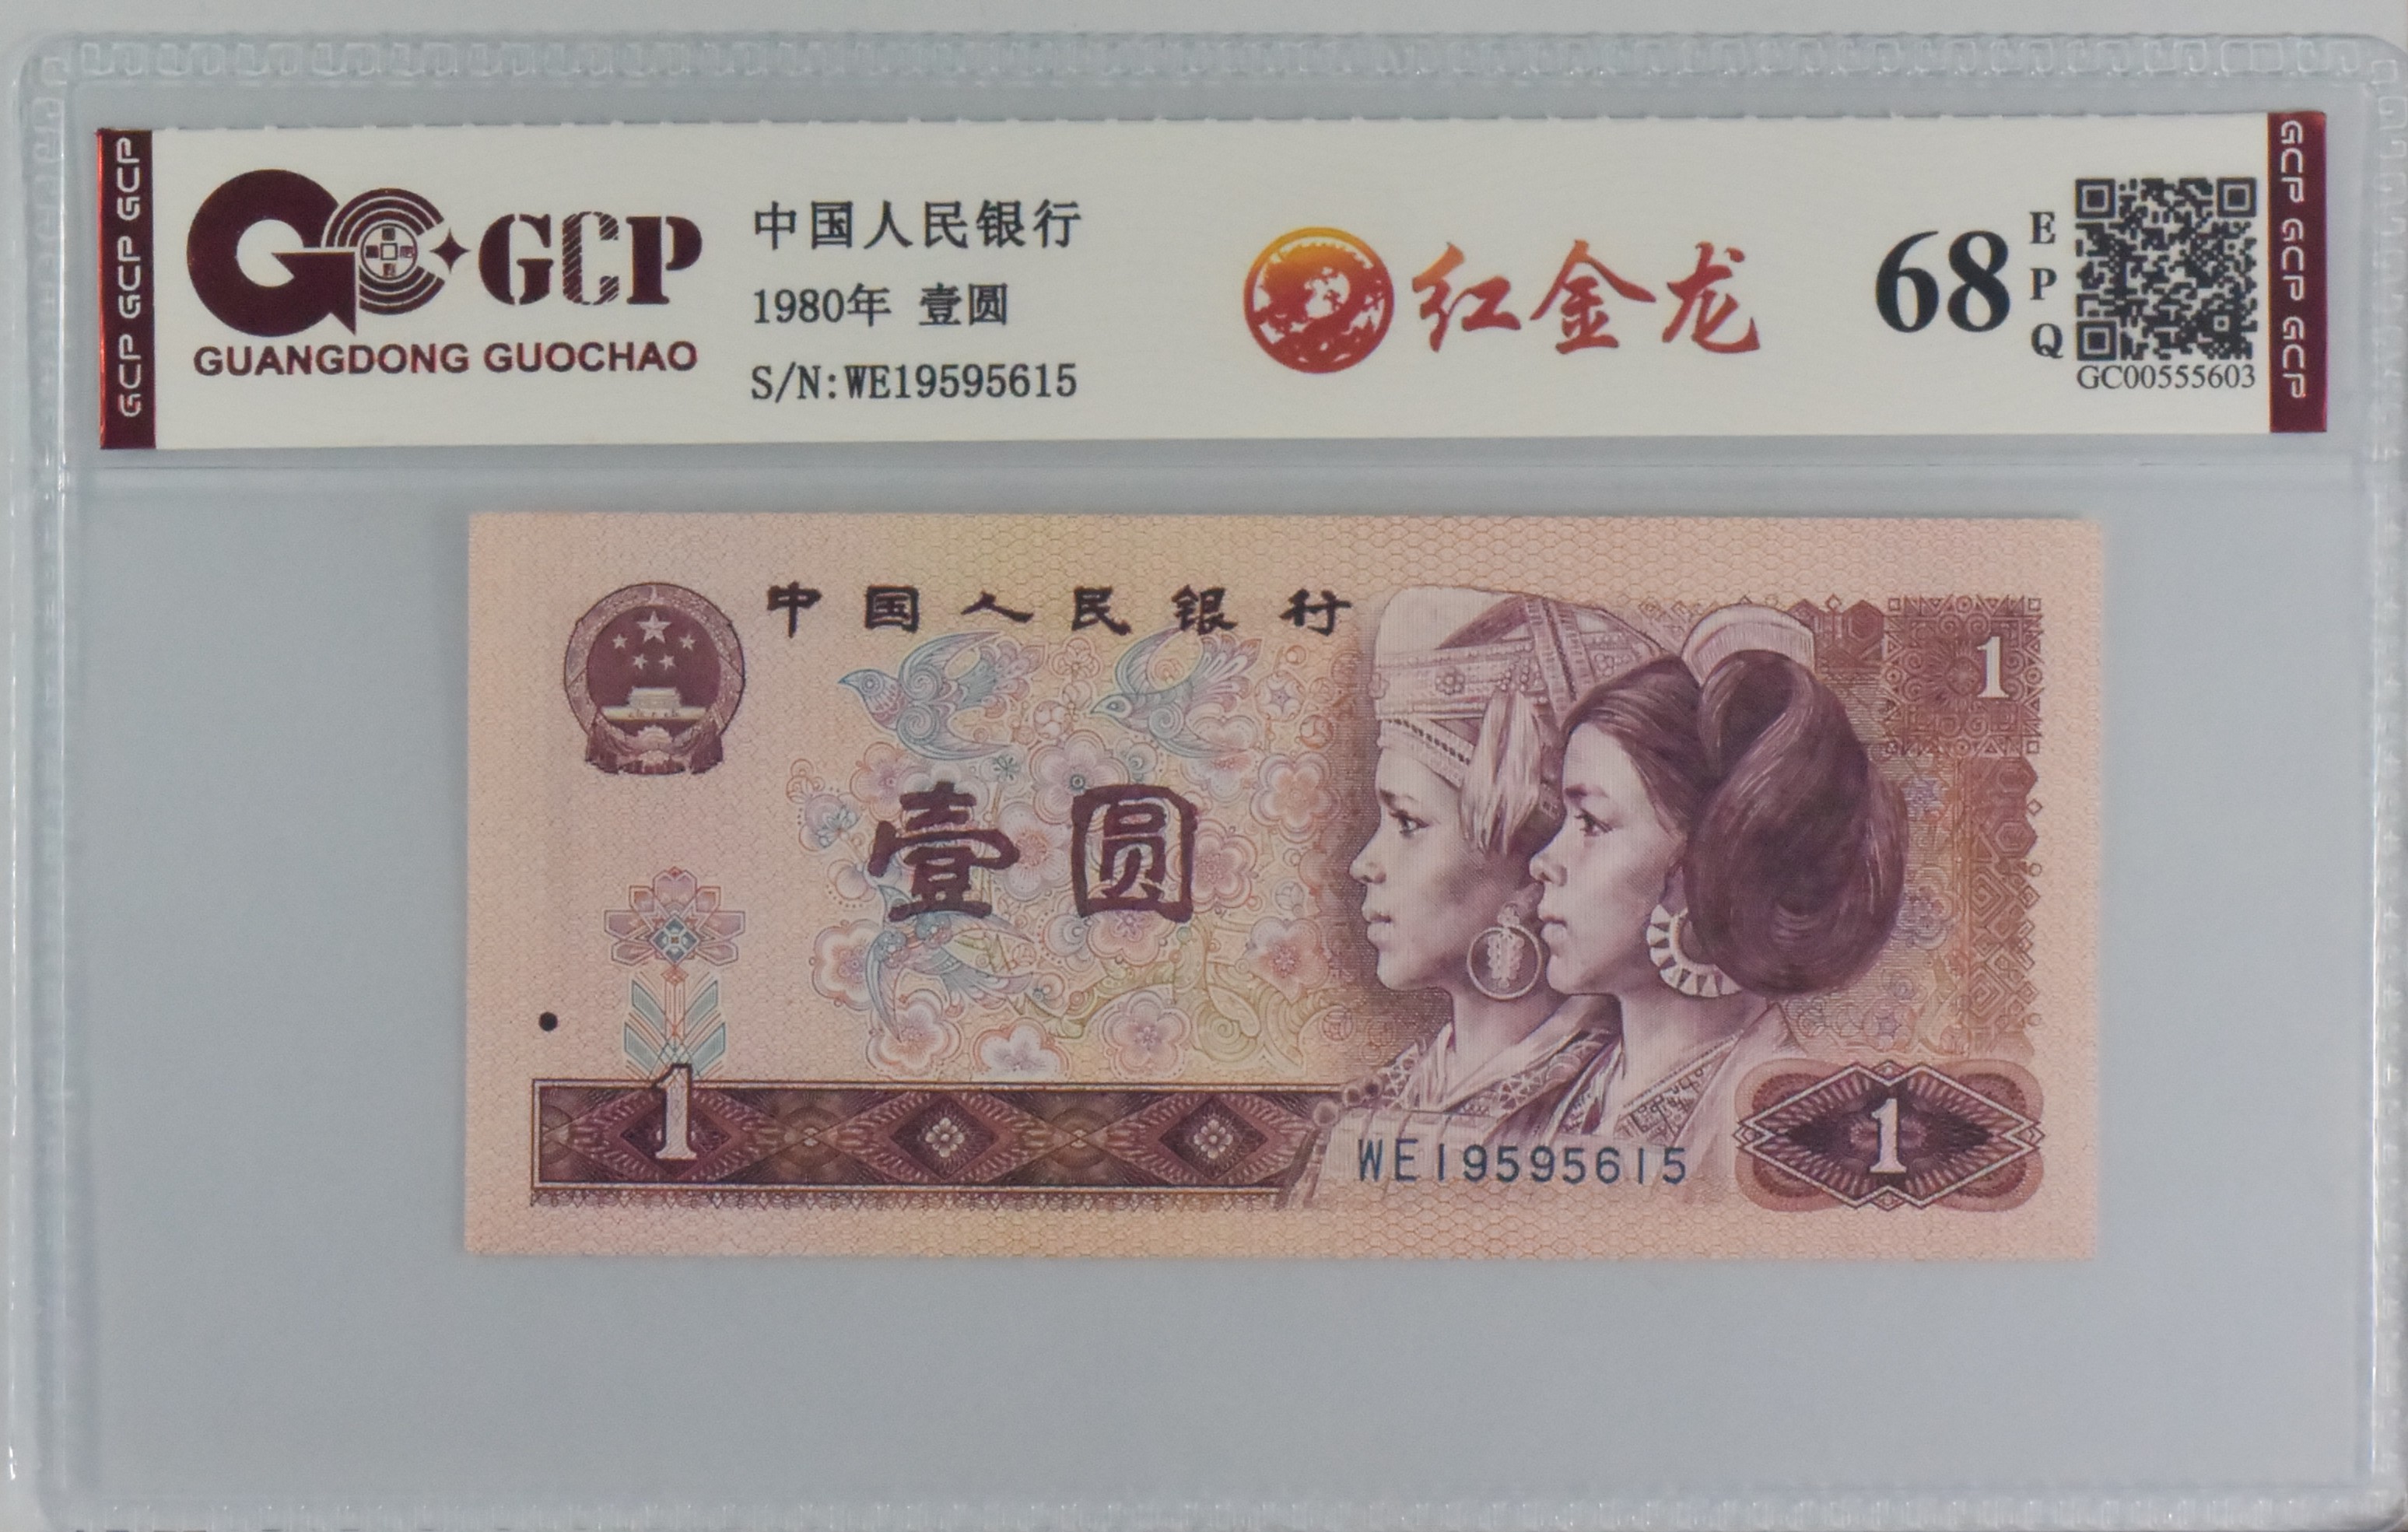 GCP GCP GCP
GCP
GUANGDONG GUOCHAO
中国人民银行
1980年 壹圆
S/N:WE19595615
红金龙
68
EPQ
GC00555603
GCP GCP GCP
中国人民银行
1
壹圆
1
WE19595615
1